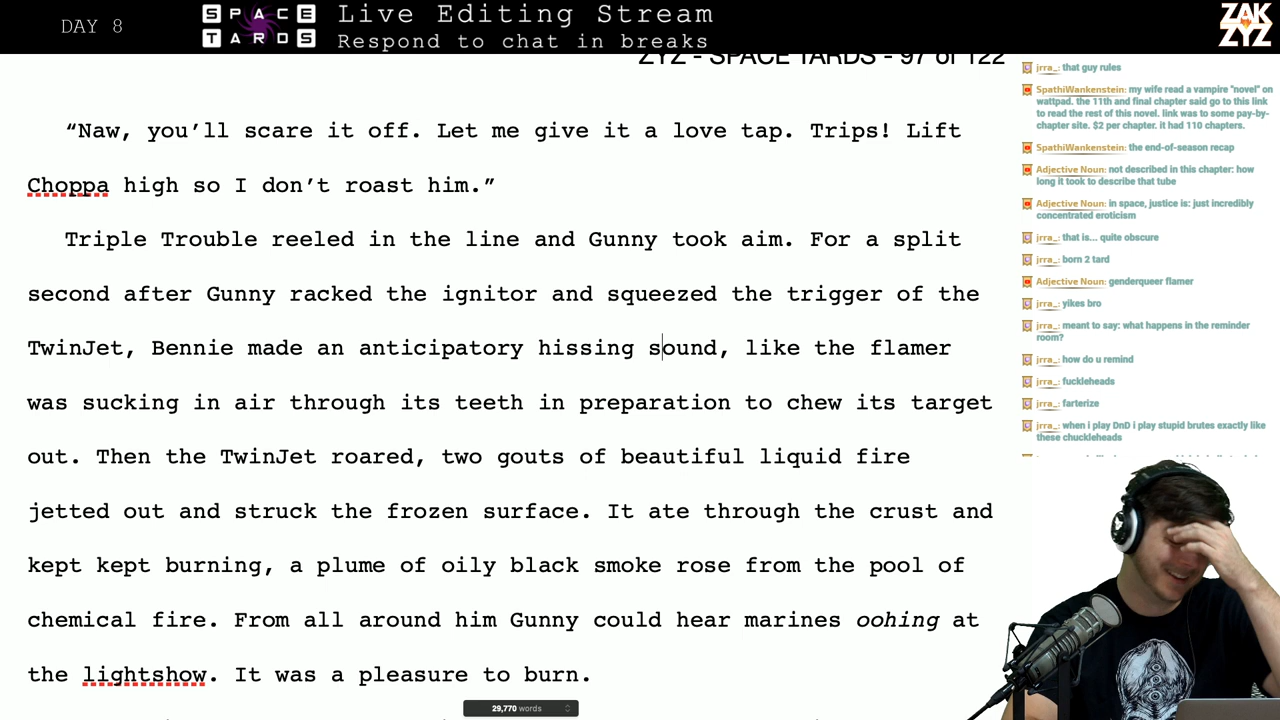 DAY 8
SPACE
TARDS
Live Editing Stream
Respond to chat in breaks
ZAK
ZYZ
ZYZ - SPACE TARDS - 97 of 122
“Naw, you’ll scare it off. Let me give it a love tap. Trips! Lift
Choppa high so I don’t roast him.”
Triple Trouble reeled in the line and Gunny took aim. For a split
second after Gunny racked the ignitor and squeezed the trigger of the
TwinJet, Bennie made an anticipatory hissing sound, like the flamer
was sucking in air through its teeth in preparation to chew its target
out. Then the TwinJet roared, two gouts of beautiful liquid fire
jetted out and struck the frozen surface. It ate through the crust and
kept kept burning, a plume of oily black smoke rose from the pool of
chemical fire. From all around him Gunny could hear marines oohing at
the lightshow. It was a pleasure to burn.
29,770 words
jrra_: that guy rules
SpathiWankenstein: my wife read a vampire "novel" on
wattpad. the 11th and final chapter said go to this link
to read the rest of this novel. link was to some pay-by-
chapter site. $2 per chapter. it had 110 chapters.
SpathiWankenstein: the end-of-season recap
Adjective Noun: not described in this chapter: how
long it took to describe that tube
Adjective Noun: in space, justice is: just incredibly
concentrated eroticism
jrra_: that is... quite obscure
jrra_: born 2 tard
Adjective Noun: genderqueer flamer
jrra_: yikes bro
jrra_: meant to say: what happens in the reminder
room?
jrra_: how do u remind
jrra_: fuckleheads
jrra_: farterize
jrra_: when i play DnD i play stupid brutes exactly like
these chuckleheads